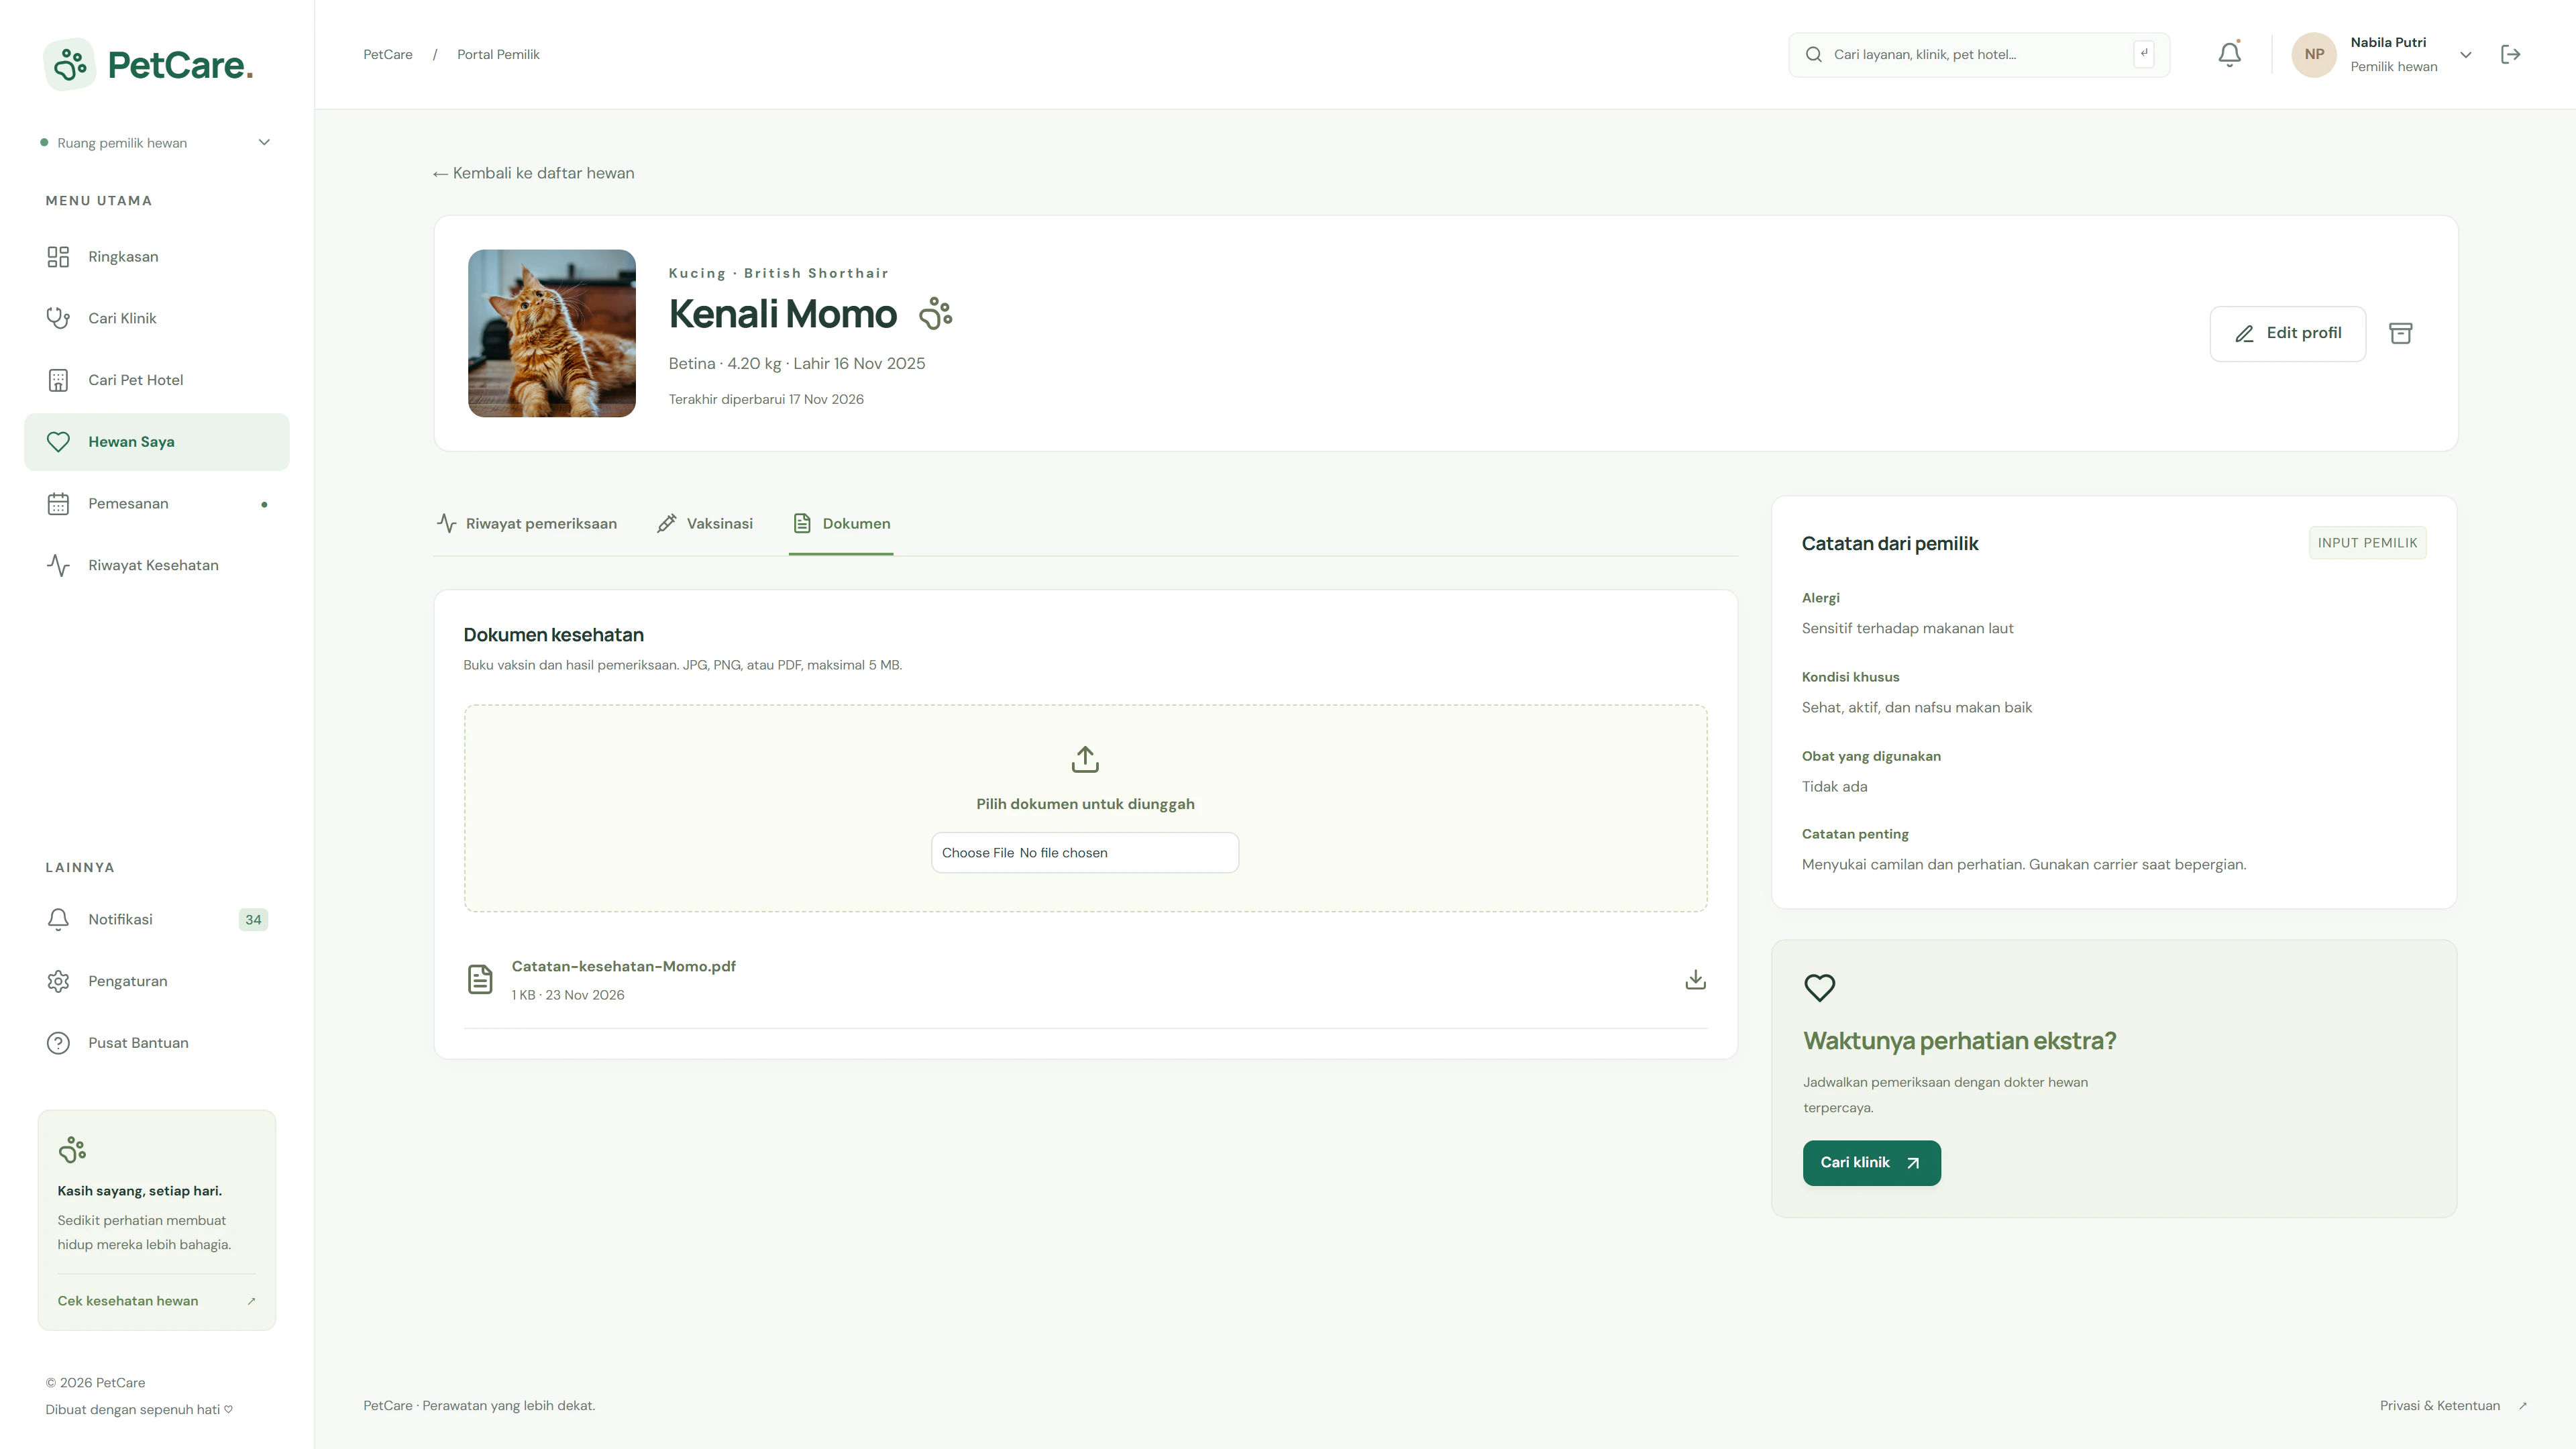 PetCare.
Ruang pemilik hewan
MENU UTAMA
Ringkasan
Cari Klinik
Cari Pet Hotel
Hewan Saya
Pemesanan
Riwayat Kesehatan
LAINNYA
Notifikasi 34
Pengaturan
Pusat Bantuan
Kasih sayang, setiap hari.
Sedikit perhatian membuat
hidup mereka lebih bahagia.
Cek kesehatan hewan ↗
© 2026 PetCare
Dibuat dengan sepenuh hati ♡
PetCare / Portal Pemilik
Cari layanan, klinik, pet hotel... ↵
NP
Nabila Putri
Pemilik hewan
← Kembali ke daftar hewan
Kucing · British Shorthair
Kenali Momo
Betina · 4.20 kg · Lahir 16 Nov 2025
Terakhir diperbarui 17 Nov 2026
Edit profil
Riwayat pemeriksaan
Vaksinasi
Dokumen
Dokumen kesehatan
Buku vaksin dan hasil pemeriksaan. JPG, PNG, atau PDF, maksimal 5 MB.
Pilih dokumen untuk diunggah
Choose File No file chosen
Catatan-kesehatan-Momo.pdf
1 KB · 23 Nov 2026
Catatan dari pemilik
INPUT PEMILIK
Alergi
Sensitif terhadap makanan laut
Kondisi khusus
Sehat, aktif, dan nafsu makan baik
Obat yang digunakan
Tidak ada
Catatan penting
Menyukai camilan dan perhatian. Gunakan carrier saat bepergian.
Waktunya perhatian ekstra?
Jadwalkan pemeriksaan dengan dokter hewan
terpercaya.
Cari klinik
PetCare · Perawatan yang lebih dekat.
Privasi & Ketentuan ↗